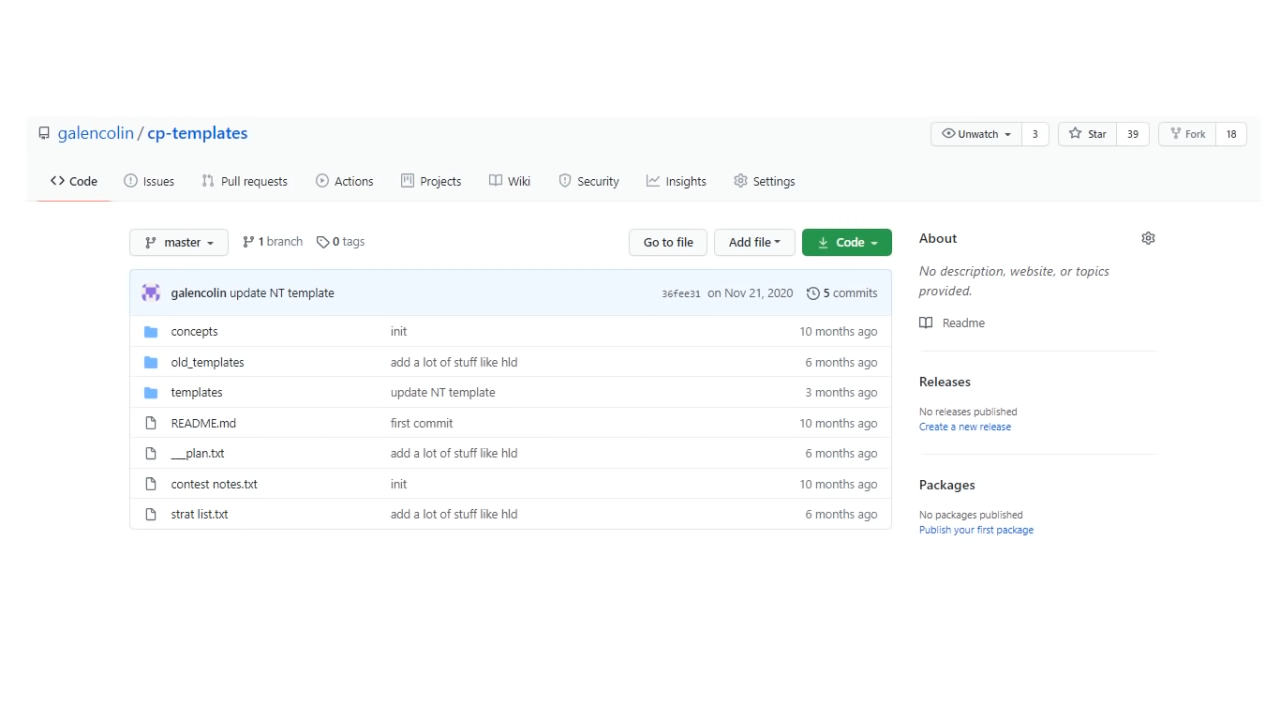 galencolin / cp-templates
Unwatch 3 Star 39 Fork 18
Code Issues Pull requests Actions Projects Wiki Security Insights Settings
master 1 branch 0 tags Go to file Add file Code
galencolin update NT template 36fee31 on Nov 21, 2020 5 commits
concepts init 10 months ago
old_templates add a lot of stuff like hld 6 months ago
templates update NT template 3 months ago
README.md first commit 10 months ago
___plan.txt add a lot of stuff like hld 6 months ago
contest notes.txt init 10 months ago
strat list.txt add a lot of stuff like hld 6 months ago
About
No description, website, or topics
provided.
Readme
Releases
No releases published
Create a new release
Packages
No packages published
Publish your first package